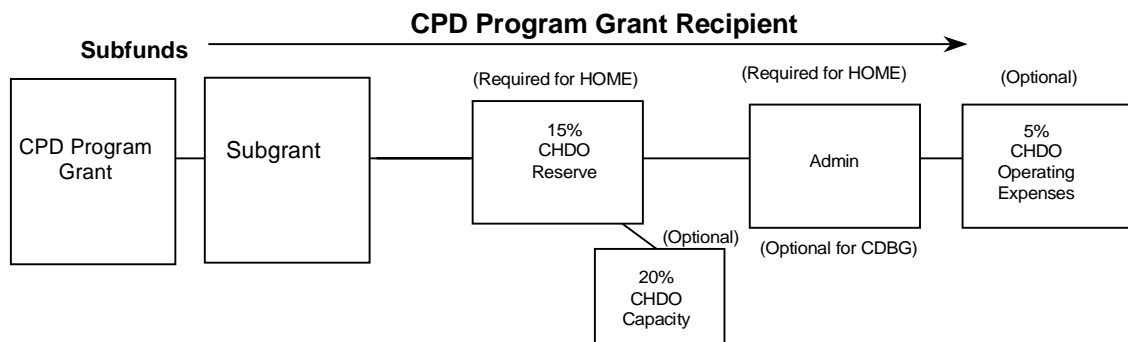 CPD Program Grant Recipient
Subfunds
(Required for HOME)
(Required for HOME)
(Optional)
CPD Program
Grant
Subgrant
15%
CHDO
Reserve
Admin
5%
CHDO
Operating
Expenses
(Optional)
(Optional for CDBG)
20%
CHDO
Capacity